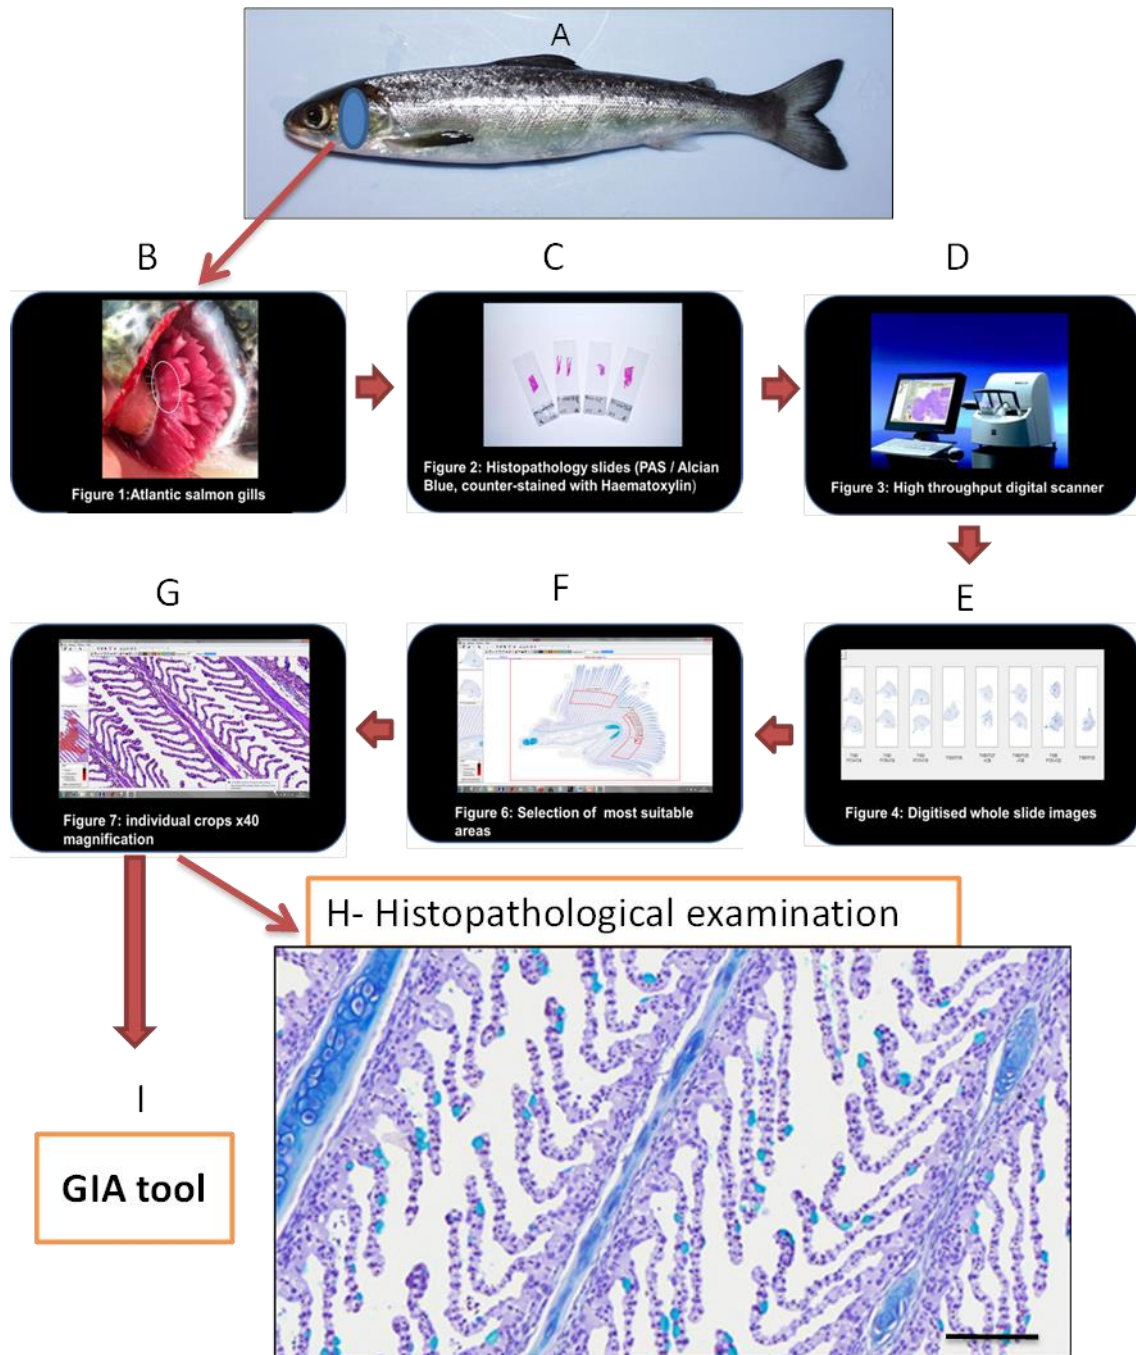 A
B
C
D
Figure 1:Atlantic salmon gills
Figure 2: Histopathology slides (PAS / Alcian
Blue, counter-stained with Haematoxylin)
Figure 3: High throughput digital scanner
G
F
E
Figure 7: individual crops x40
magnification
Figure 6: Selection of most suitable
areas
Figure 4: Digitised whole slide images
H- Histopathological examination
I
GIA tool